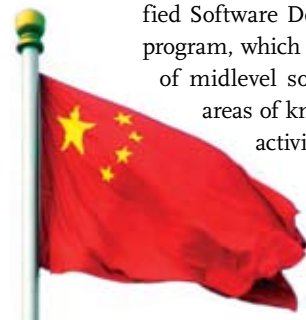 fied Software De
program, which
of midlevel so
areas of kn
activi